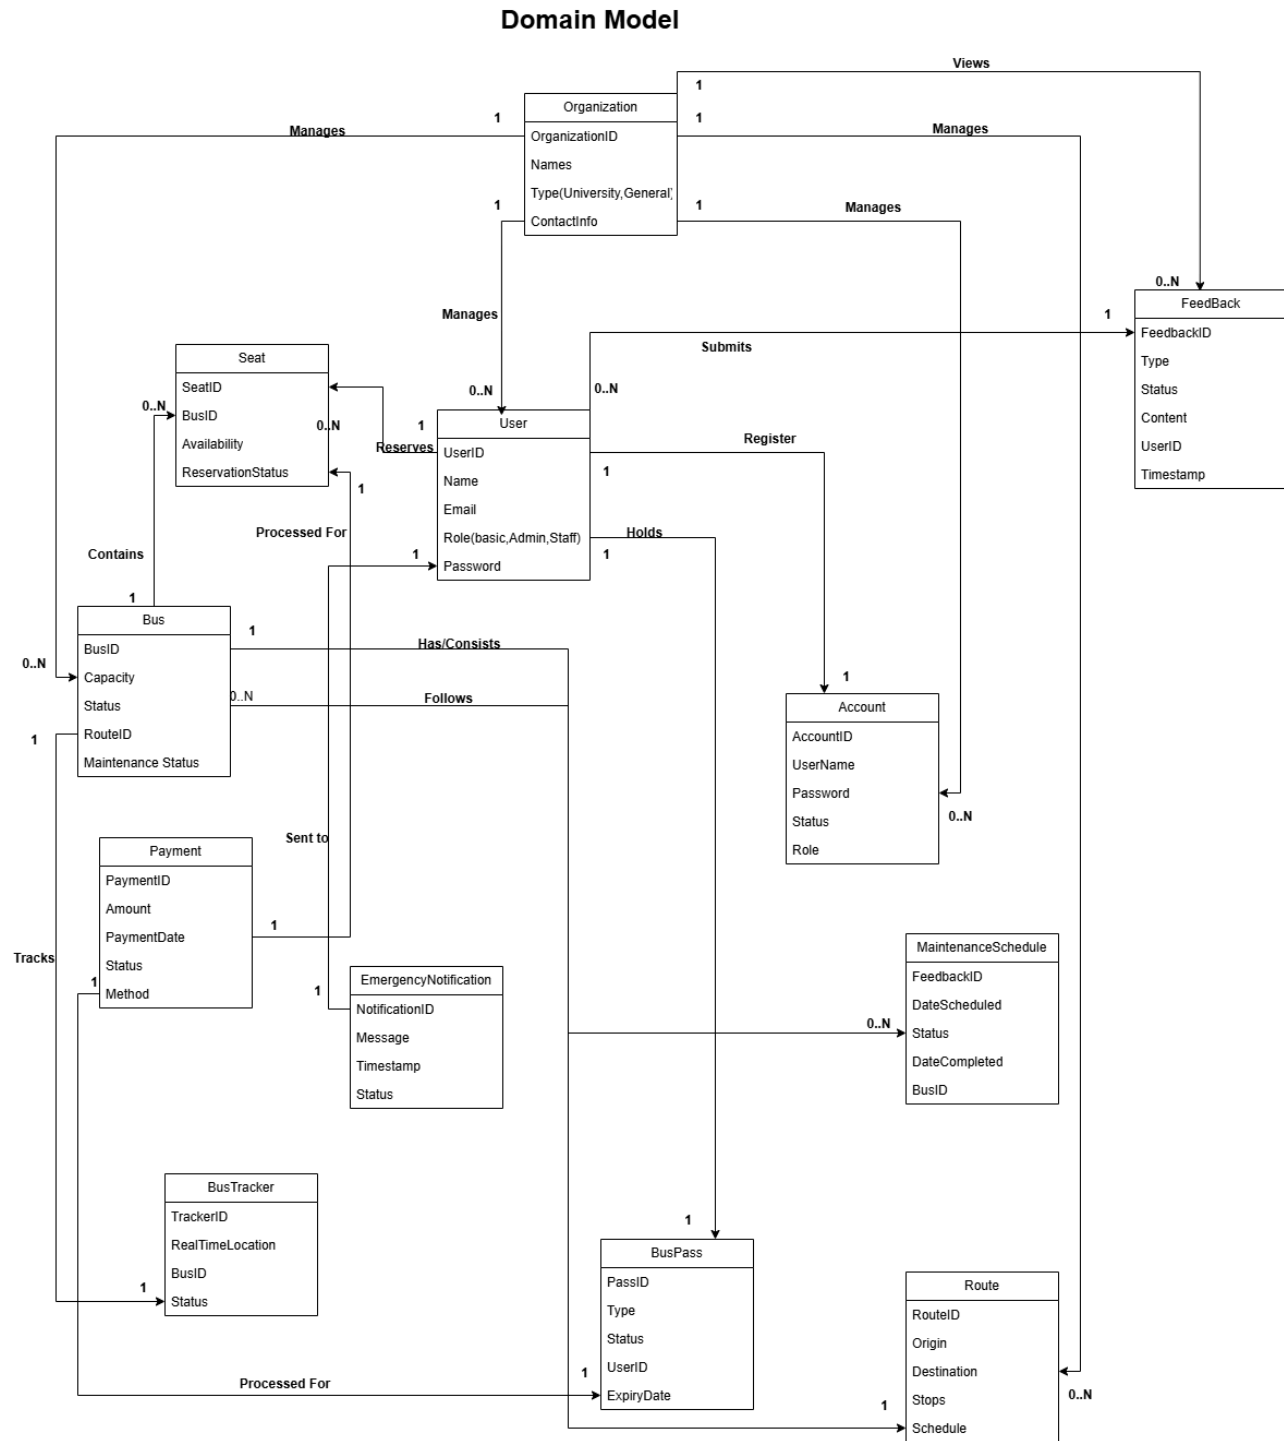 Domain Model
Views
1
Organization
1
1
Manages
Manages
OrganizationID
Names
Type(University,General)
1
1
Manages
ContactInfo
0..N
FeedBack
Manages
1
FeedbackID
Submits
Type
Status
Content
UserID
Timestamp
Seat
SeatID
0..N
BusID
0..N
Availability
ReservationStatus
1
0..N
0..N
1
User
Reserves
UserID
Name
Email
Role(basic,Admin,Staff)
Password
Register
1
Holds
1
Processed For
1
Contains
1
Bus
1
BusID
Has/Consists
0..N
Capacity
0..N
Status
Follows
1
RouteID
Maintenance Status
1
Account
AccountID
UserName
Password
0..N
Status
Role
Sent to
Payment
PaymentID
Amount
1
PaymentDate
Status
1
Method
Tracks
EmergencyNotification
1
NotificationID
Message
Timestamp
Status
MaintenanceSchedule
FeedbackID
DateScheduled
0..N
Status
DateCompleted
BusID
BusTracker
TrackerID
RealTimeLocation
BusID
1
Status
1
BusPass
PassID
Type
Status
UserID
1
ExpiryDate
Processed For
Route
RouteID
Origin
Destination
0..N
Stops
1
Schedule